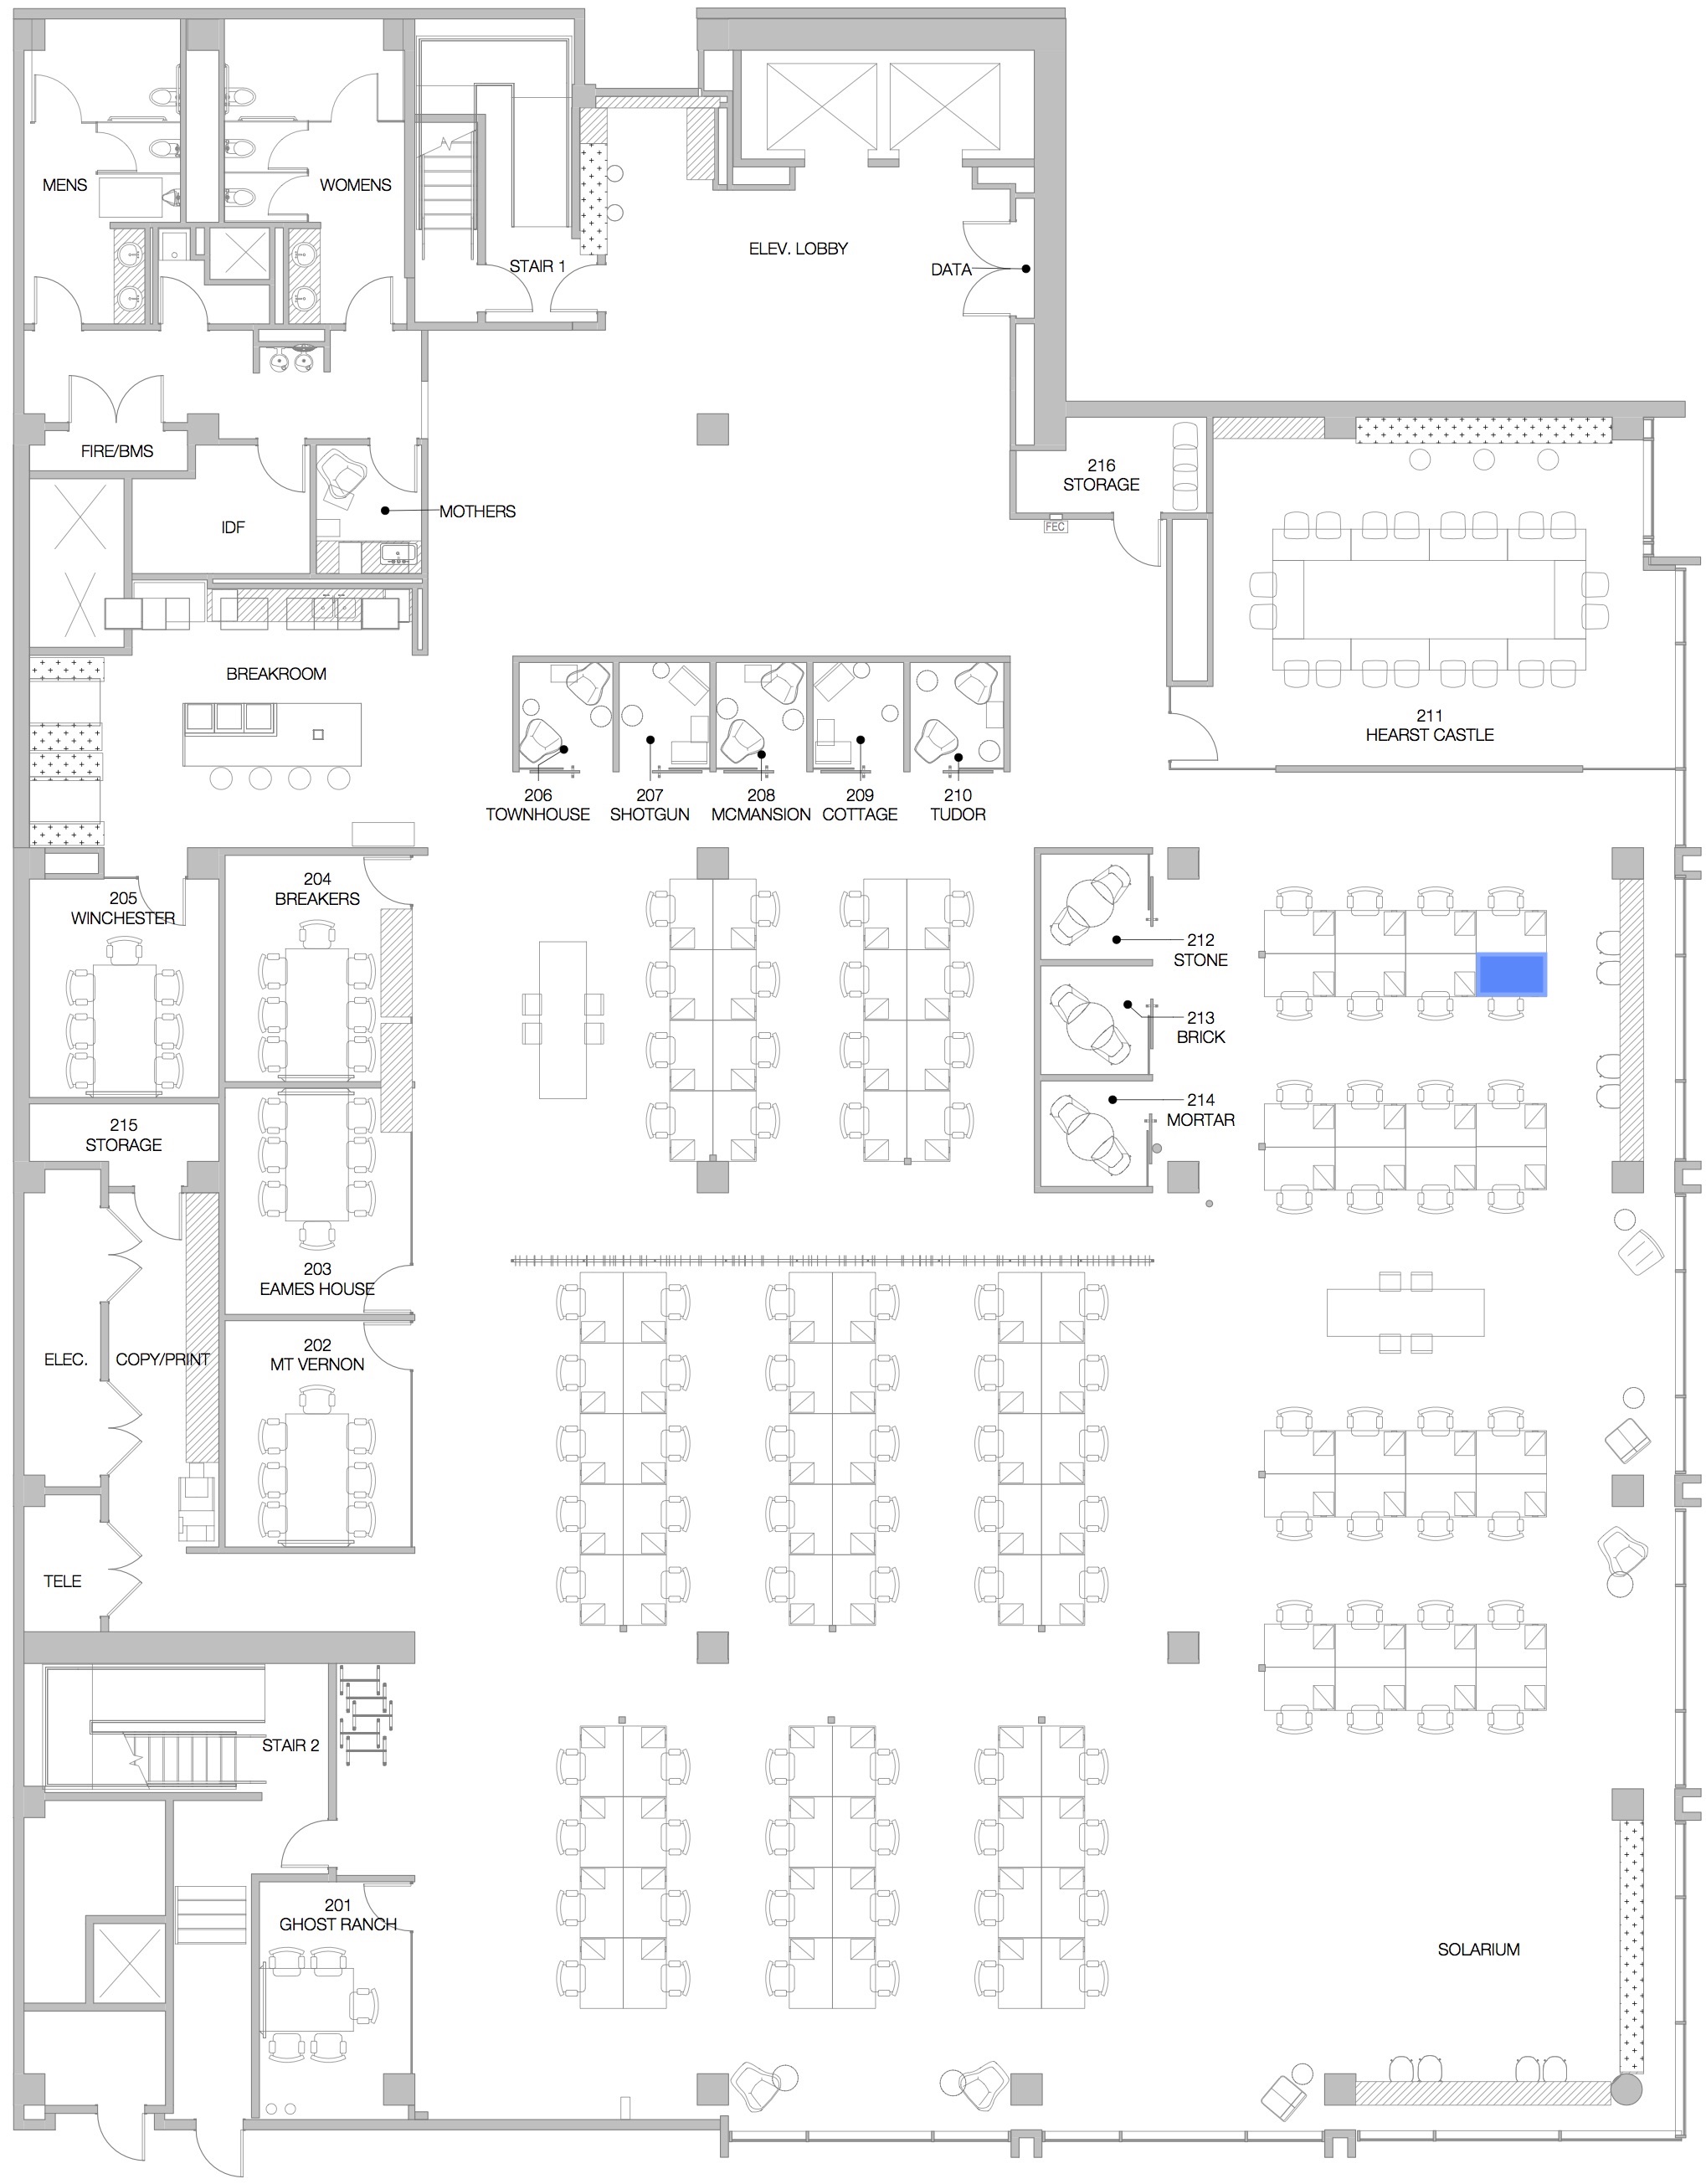 MENS
WOMENS
STAIR 1
ELEV. LOBBY
DATA
FIRE/BMS
IDF
MOTHERS
216
STORAGE
FEC
BREAKROOM
211
HEARST CASTLE
206
TOWNHOUSE
207
SHOTGUN
208
MCMANSION
209
COTTAGE
210
TUDOR
205
WINCHESTER
204
BREAKERS
212
STONE
213
BRICK
214
MORTAR
215
STORAGE
203
EAMES HOUSE
ELEC.
COPY/PRINT
202
MT VERNON
TELE
STAIR 2
201
GHOST RANCH
SOLARIUM